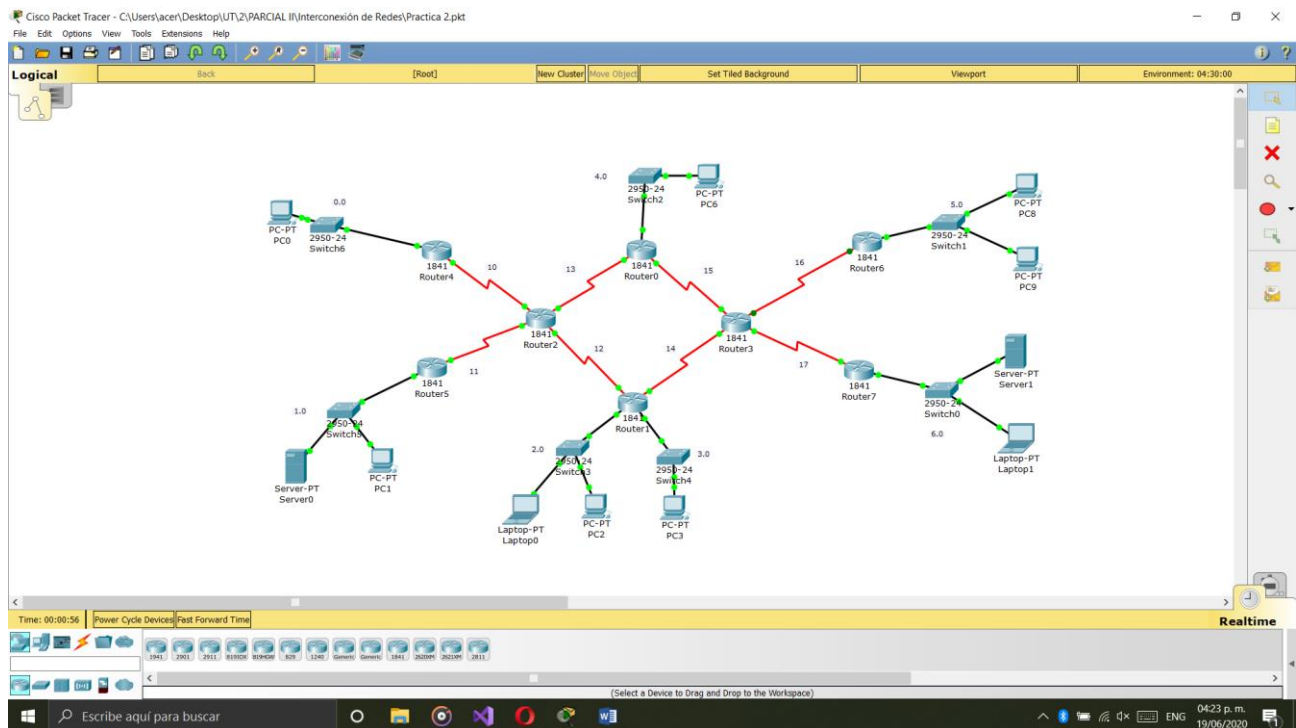 Cisco Packet Tracer - C:\Users\acer\Desktop\UT\2\PARCIAL II\Interconexión de Redes\Practica 2.pkt
File Edit Options View Tools Extensions Help
Logical Back [Root] New Cluster Move Object Set Tiled Background Viewport Environment: 04:30:00
4.0
2950-24
Switch2
PC-PT
PC6
0.0
PC-PT
PC0
2950-24
Switch6
5.0
PC-PT
PC8
2950-24
Switch1
1841
Router4
10
13
1841
Router0
15
16
1841
Router6
PC-PT
PC9
1841
Router2
12
14
1841
Router3
11
1841
Router5
17
1841
Router7
Server-PT
Server1
1.0
2950-24
Switch5
1841
Router1
2950-24
Switch0
6.0
2.0
2950-24
Switch3
3.0
2950-24
Switch4
Laptop-PT
Laptop1
Server-PT
Server0
PC-PT
PC1
Laptop-PT
Laptop0
PC-PT
PC2
PC-PT
PC3
Time: 00:00:56 Power Cycle Devices Fast Forward Time Realtime
1941 2901 2911 819IOX 819HGW 829 1240 Generic Generic 1841 2620XM 2621XM 2811
(Select a Device to Drag and Drop to the Workspace)
Escribe aquí para buscar ENG 04:23 p. m.
19/06/2020